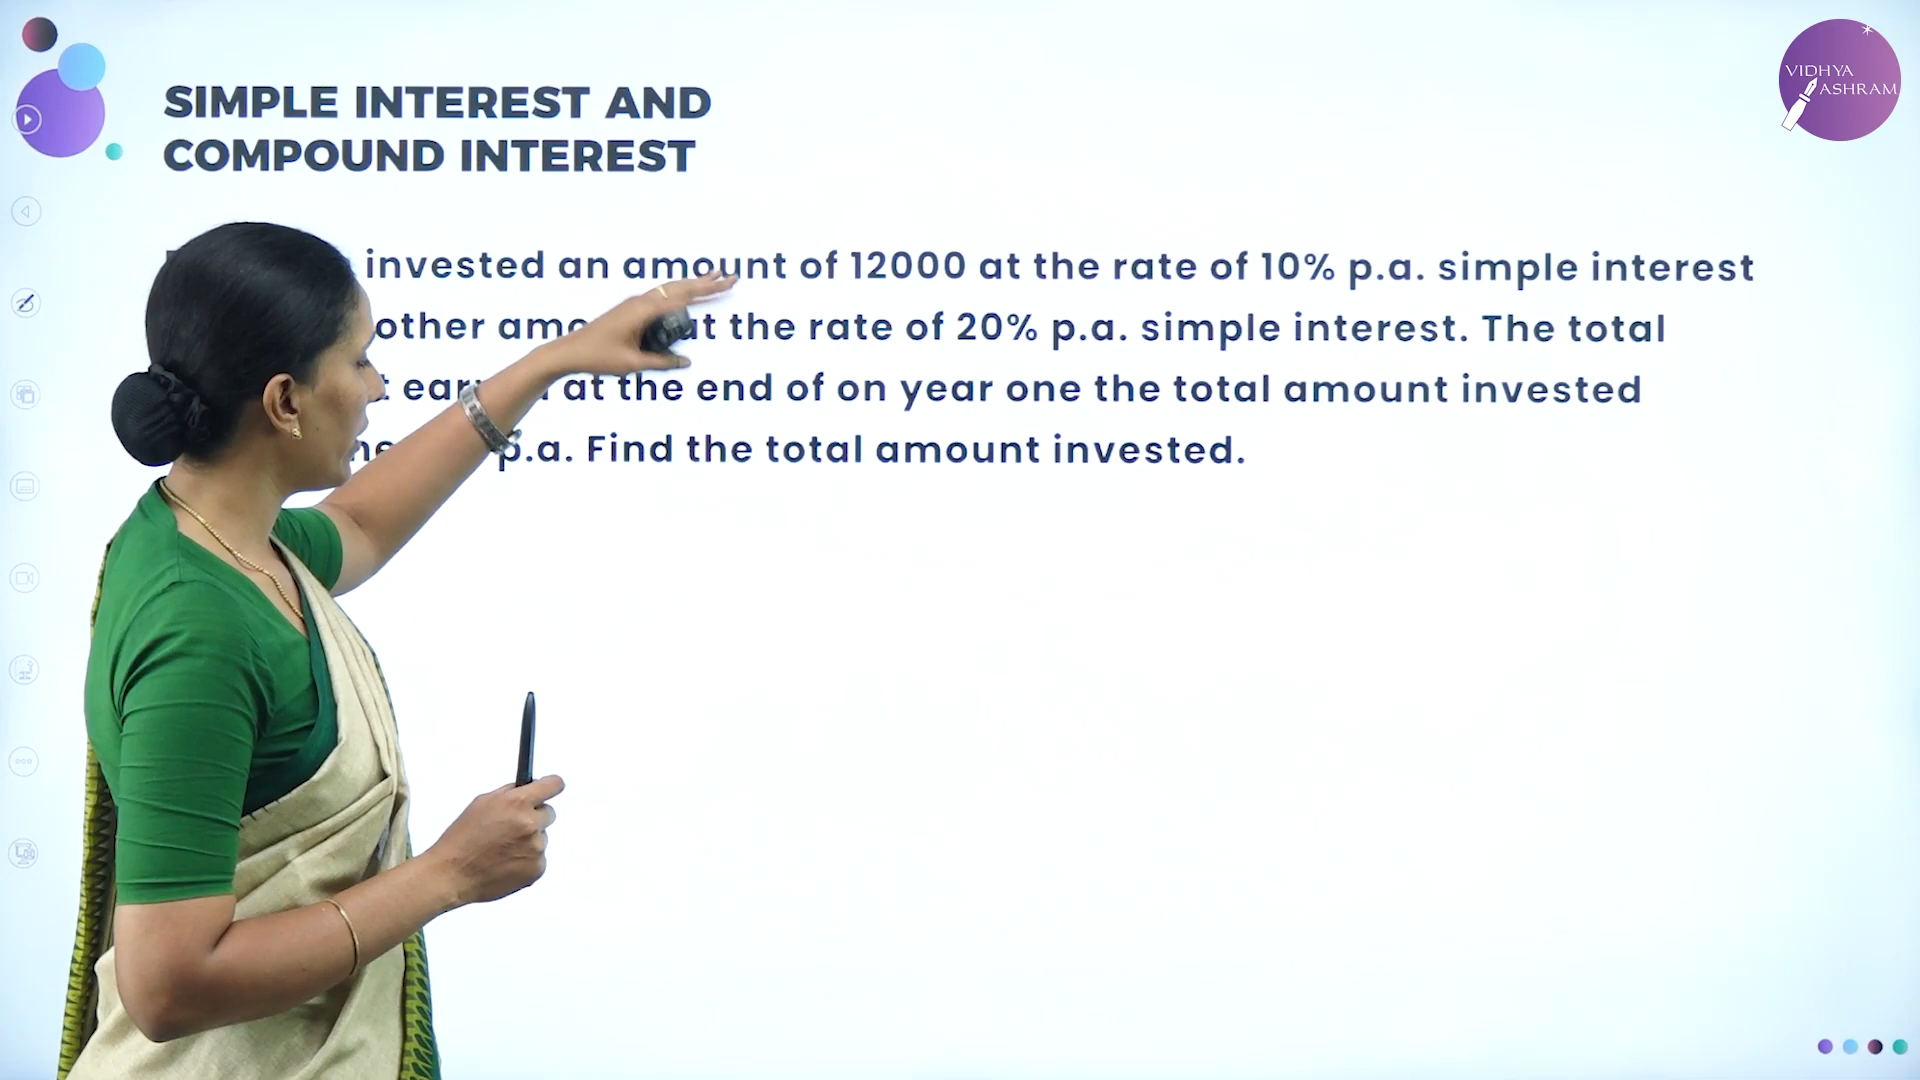 SIMPLE INTEREST AND
COMPOUND INTEREST
VIDHYA
ASHRAM
invested an amount of 12000 at the rate of 10% p.a. simple interest
other at the rate of 20% p.a. simple interest. The total
at the end of on year one the total amount invested
p.a. Find the total amount invested.